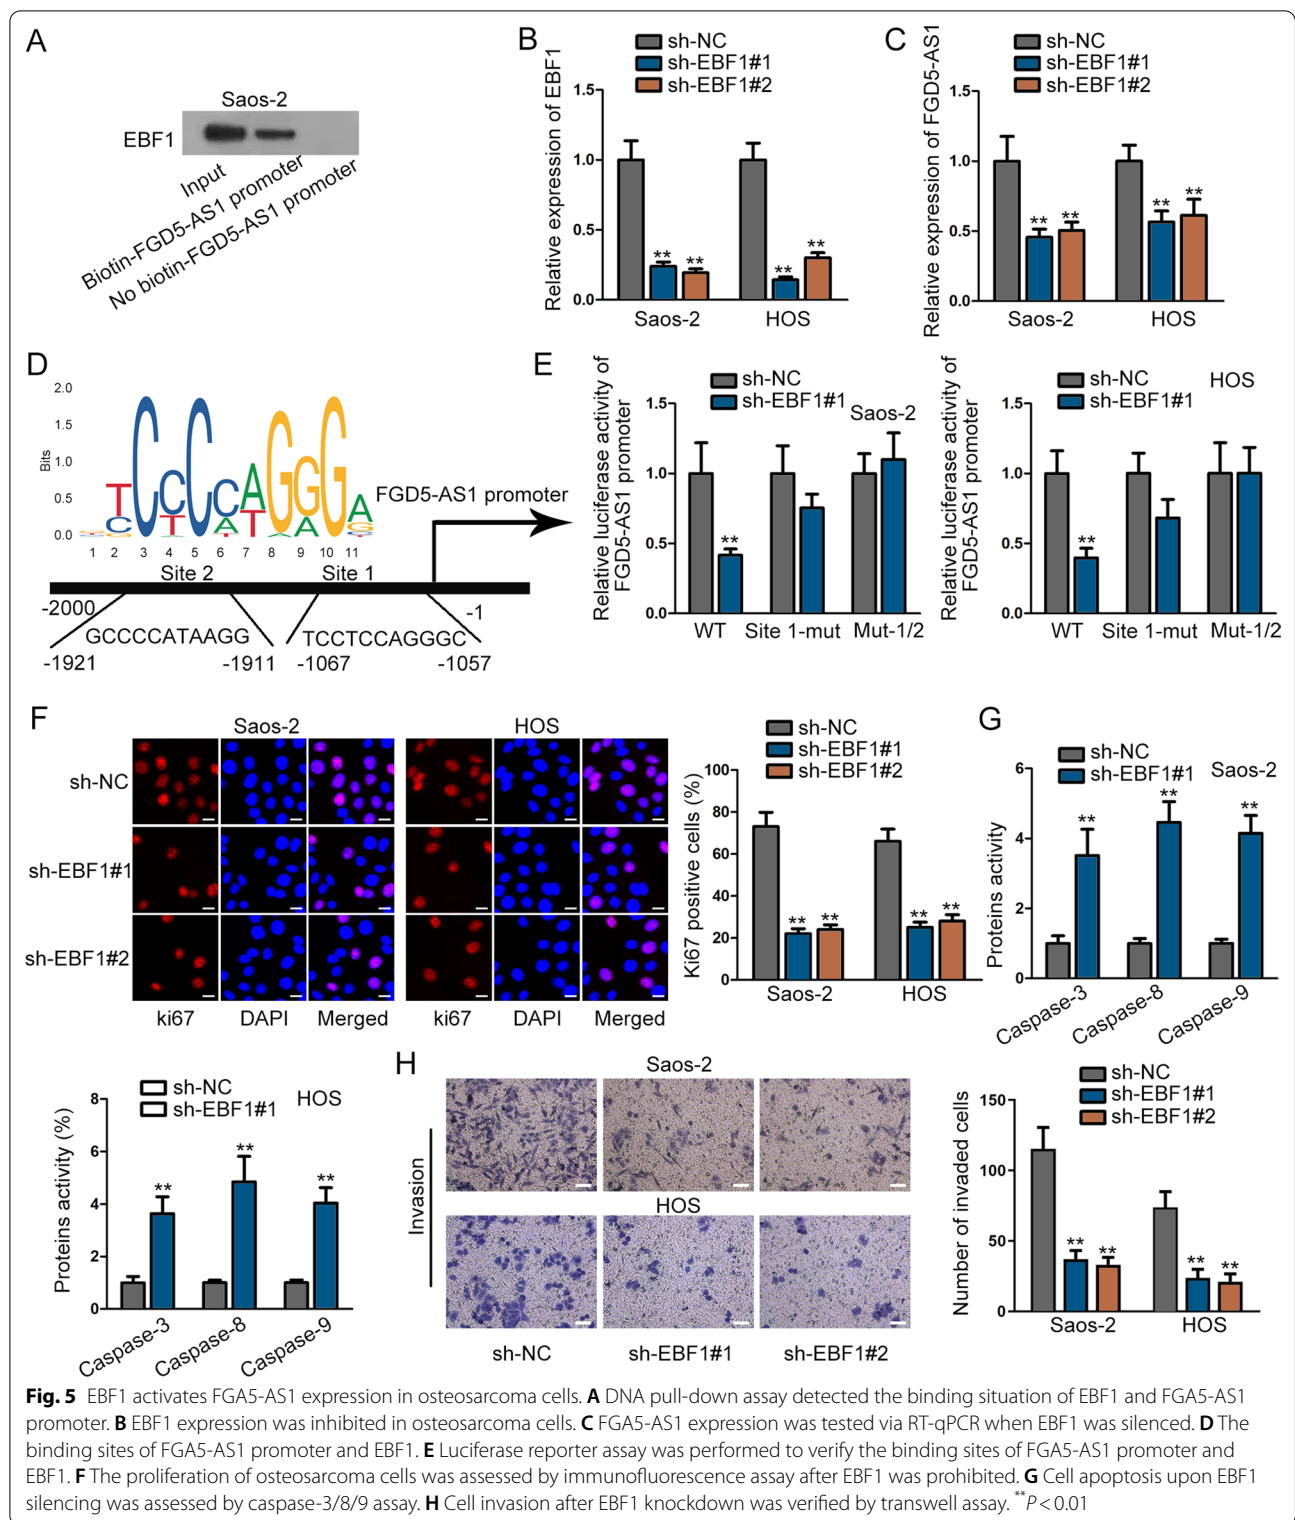 A
Saos-2
EBF1
Input
Biotin-FGD5-AS1 promoter
No biotin-FGD5-AS1 promoter
B
sh-NC
sh-EBF1#1
sh-EBF1#2
Relative expression of EBF1
1.5
1.0
0.5
0.0
** ** ** **
Saos-2 HOS
C
sh-NC
sh-EBF1#1
sh-EBF1#2
Relative expression of FGD5-AS1
1.5
1.0
0.5
0.0
** ** ** **
Saos-2 HOS
D
Bits
2.0
1.5
1.0
0.5
0.0
T C C C C A G G G A
C T A T A A G
1 2 3 4 5 6 7 8 9 10 11
FGD5-AS1 promoter
Site 2 Site 1
-2000 -1
GCCCCATAAGG TCCTCCAGGGC
-1921 -1911 -1067 -1057
E
sh-NC
sh-EBF1#1
Saos-2
Relative luciferase activity of
FGD5-AS1 promoter
1.5
1.0
0.5
0.0
**
WT Site 1-mut Mut-1/2
sh-NC
sh-EBF1#1
HOS
Relative luciferase activity of
FGD5-AS1 promoter
1.5
1.0
0.5
0.0
**
WT Site 1-mut Mut-1/2
F
Saos-2 HOS
sh-NC
sh-EBF1#1
sh-EBF1#2
ki67 DAPI Merged ki67 DAPI Merged
sh-NC
sh-EBF1#1
sh-EBF1#2
Ki67 positive cells (%)
100
80
60
40
20
0
** ** ** **
Saos-2 HOS
G
sh-NC
sh-EBF1#1
Saos-2
Proteins activity
6
4
2
0
** ** **
Caspase-3 Caspase-8 Caspase-9
sh-NC
sh-EBF1#1
HOS
Proteins activity (%)
8
6
4
2
0
** ** **
Caspase-3 Caspase-8 Caspase-9
H
Saos-2
Invasion
HOS
sh-NC sh-EBF1#1 sh-EBF1#2
sh-NC
sh-EBF1#1
sh-EBF1#2
Number of invaded cells
150
100
50
0
** ** ** **
Saos-2 HOS
Fig. 5 EBF1 activates FGA5-AS1 expression in osteosarcoma cells. A DNA pull-down assay detected the binding situation of EBF1 and FGA5-AS1
promoter. B EBF1 expression was inhibited in osteosarcoma cells. C FGA5-AS1 expression was tested via RT-qPCR when EBF1 was silenced. D The
binding sites of FGA5-AS1 promoter and EBF1. E Luciferase reporter assay was performed to verify the binding sites of FGA5-AS1 promoter and
EBF1. F The proliferation of osteosarcoma cells was assessed by immunofluorescence assay after EBF1 was prohibited. G Cell apoptosis upon EBF1
silencing was assessed by caspase-3/8/9 assay. H Cell invasion after EBF1 knockdown was verified by transwell assay. **P < 0.01